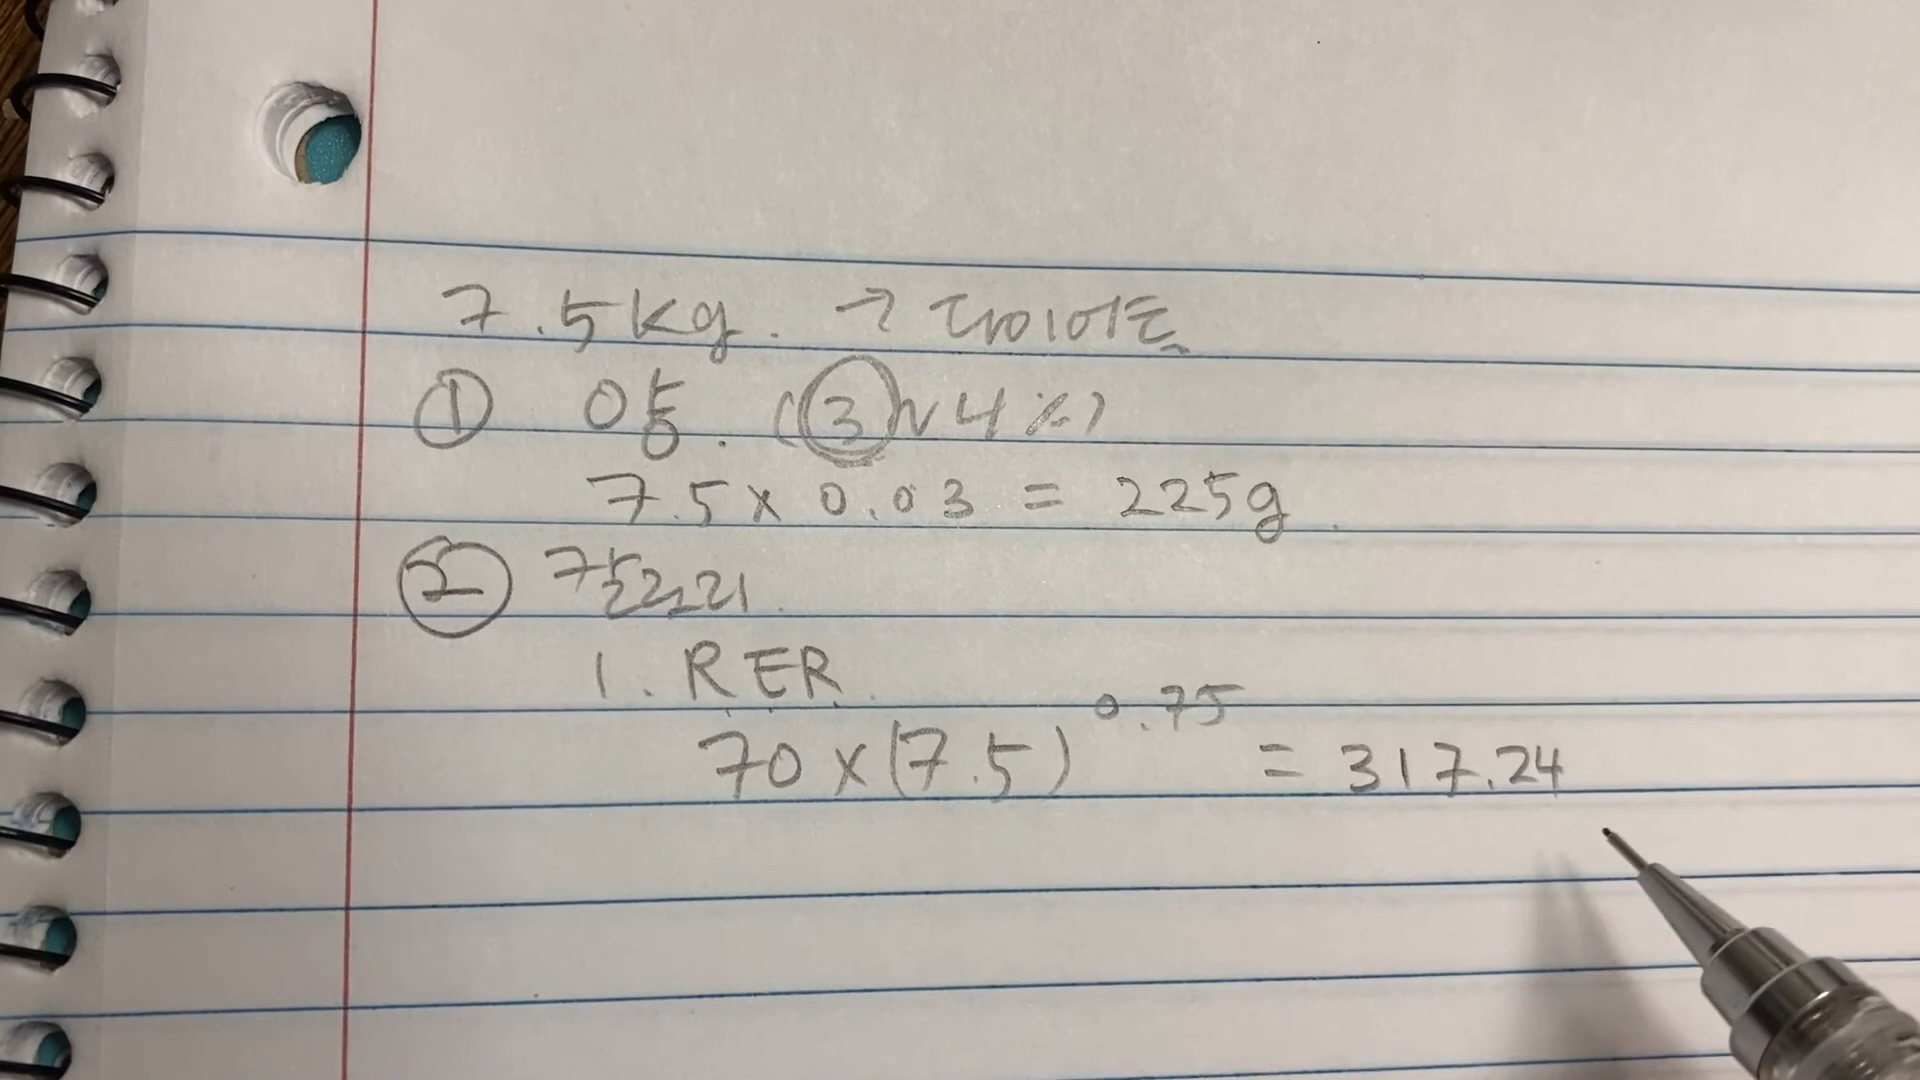 7.5kg. → 다이어트
① 양 (③~4%)
7.5 x 0.03 = 225g.
② 칼로리.
1. RER.
70 x (7.5)^0.75 = 317.24